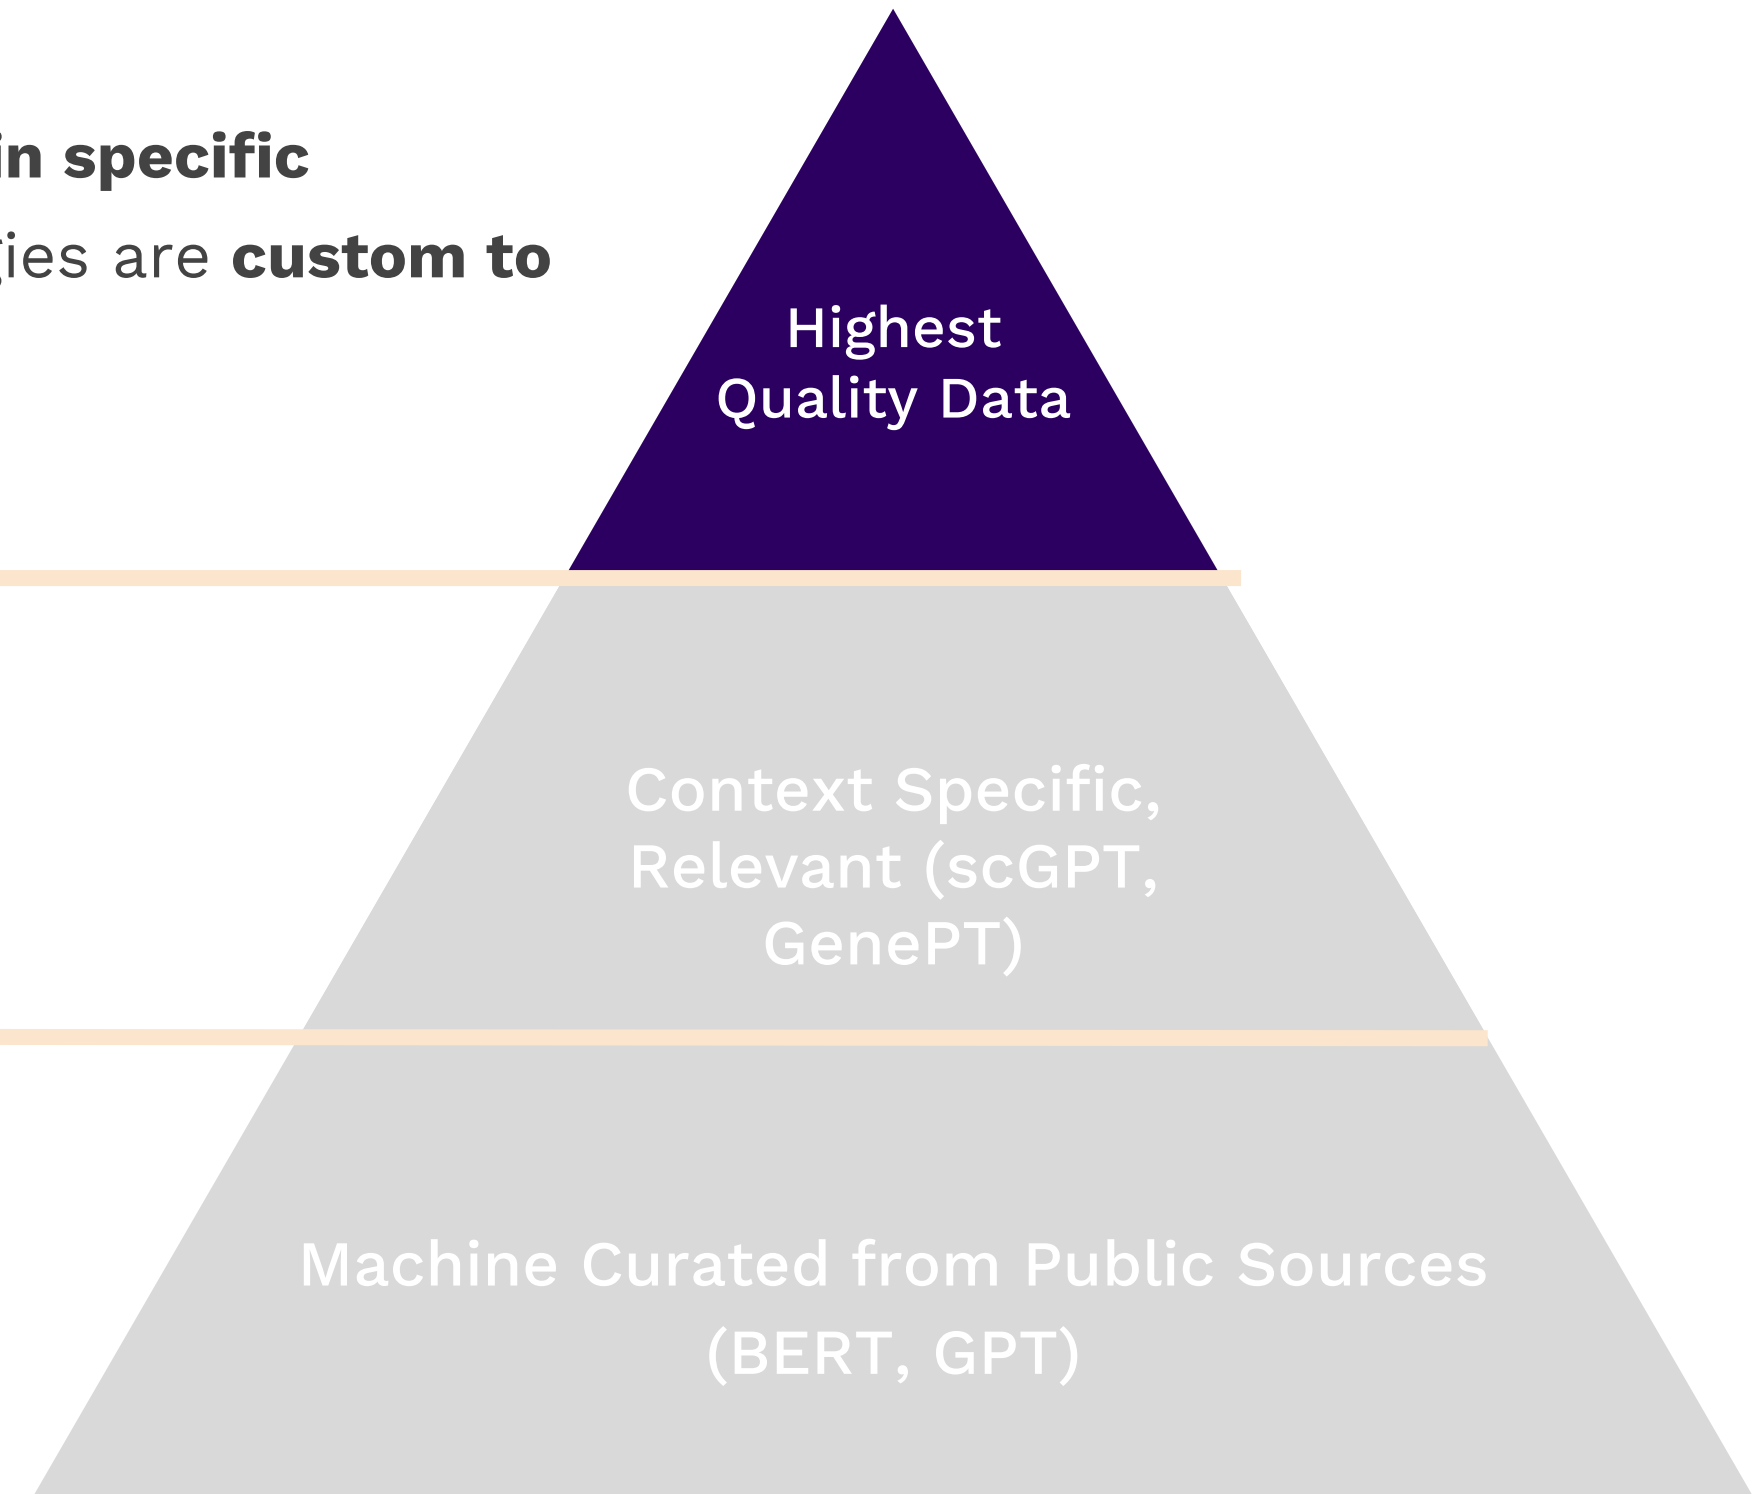 in specific
gies are custom to
Highest
Quality Data
Context Specific,
Relevant (scGPT,
GenePT)
Machine Curated from Public Sources
(BERT, GPT)